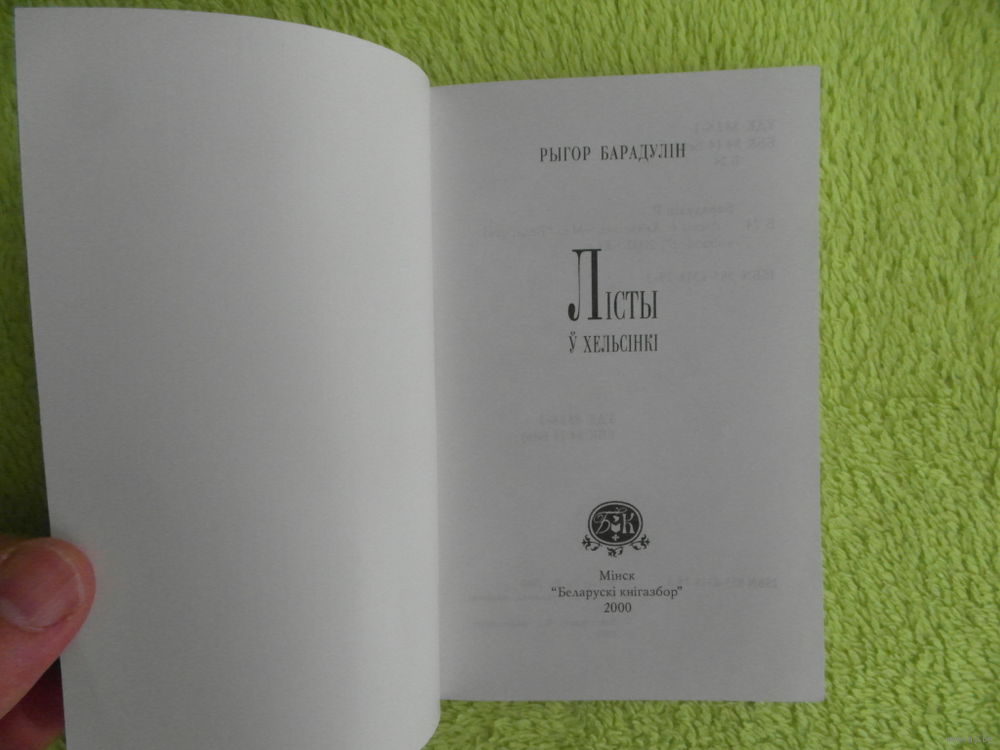 РЫГОР БАРАДУЛІН
ЛІСТЫ
Ў ХЕЛЬСІНКІ
БК
Мінск
“Беларускі кнігазбор”
2000